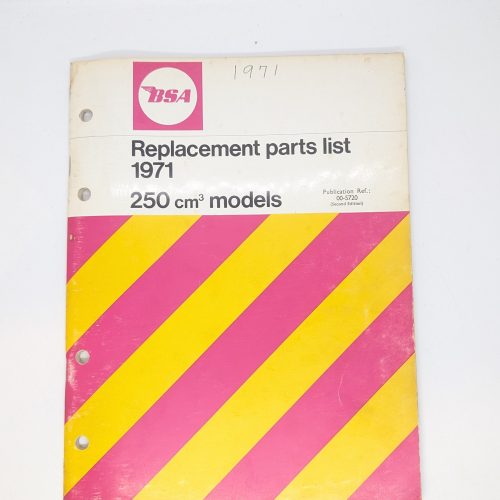 BSA
1971
Replacement parts list
1971
250 cm³ models
Publication Ref.:
00-5720
(Second Edition)